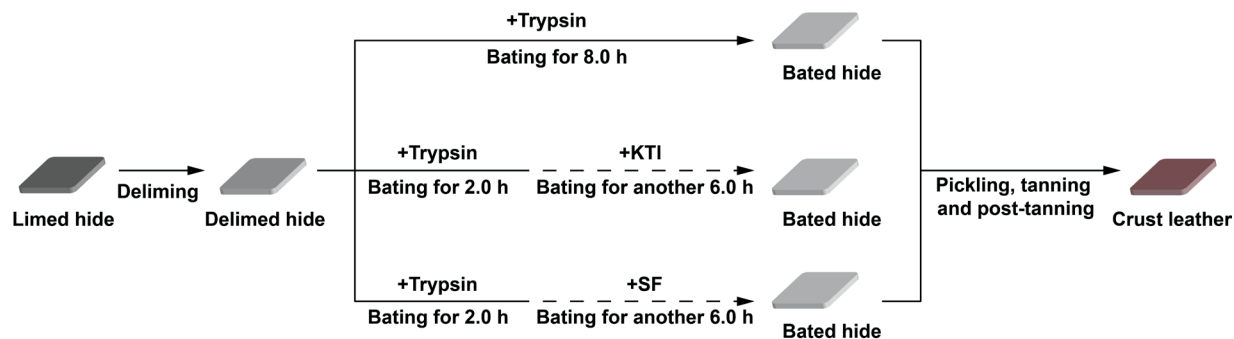 +Trypsin
Bating for 8.0 h
Bated hide
Limed hide
Deliming
Delimed hide
+Trypsin
Bating for 2.0 h
+KTI
Bating for another 6.0 h
Bated hide
+Trypsin
Bating for 2.0 h
+SF
Bating for another 6.0 h
Bated hide
Pickling, tanning
and post-tanning
Crust leather